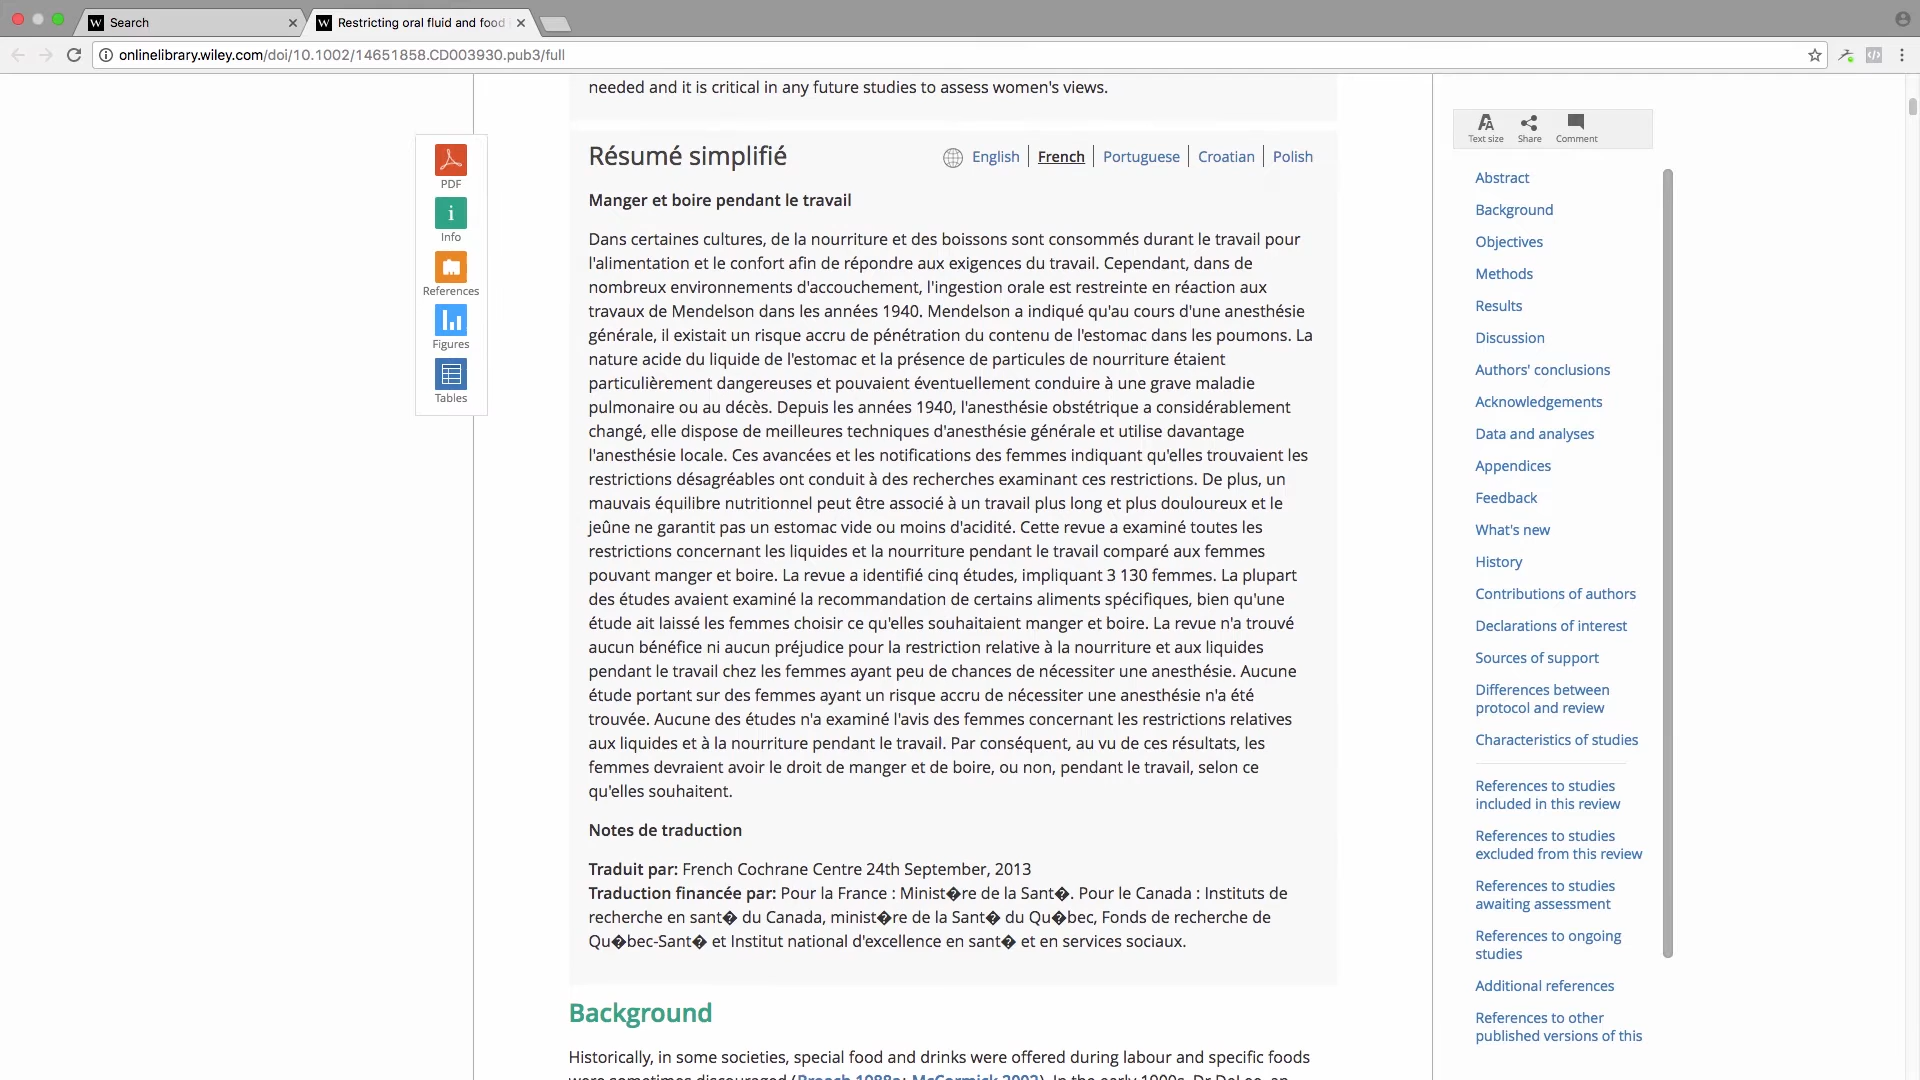 Search
Restricting oral fluid and food
onlinelibrary.wiley.com/doi/10.1002/14651858.CD003930.pub3/full
needed and it is critical in any future studies to assess women's views.
Résumé simplifié
English
French
Portuguese
Croatian
Polish
Manger et boire pendant le travail
Dans certaines cultures, de la nourriture et des boissons sont consommés durant le travail pour
l'alimentation et le confort afin de répondre aux exigences du travail. Cependant, dans de
nombreux environnements d'accouchement, l'ingestion orale est restreinte en réaction aux
travaux de Mendelson dans les années 1940. Mendelson a indiqué qu'au cours d'une anesthésie
générale, il existait un risque accru de pénétration du contenu de l'estomac dans les poumons. La
nature acide du liquide de l'estomac et la présence de particules de nourriture étaient
particulièrement dangereuses et pouvaient éventuellement conduire à une grave maladie
pulmonaire ou au décès. Depuis les années 1940, l'anesthésie obstétrique a considérablement
changé, elle dispose de meilleures techniques d'anesthésie générale et utilise davantage
l'anesthésie locale. Ces avancées et les notifications des femmes indiquant qu'elles trouvaient les
restrictions désagréables ont conduit à des recherches examinant ces restrictions. De plus, un
mauvais équilibre nutritionnel peut être associé à un travail plus long et plus douloureux et le
jeûne ne garantit pas un estomac vide ou moins d'acidité. Cette revue a examiné toutes les
restrictions concernant les liquides et la nourriture pendant le travail comparé aux femmes
pouvant manger et boire. La revue a identifié cinq études, impliquant 3 130 femmes. La plupart
des études avaient examiné la recommandation de certains aliments spécifiques, bien qu'une
étude ait laissé les femmes choisir ce qu'elles souhaitaient manger et boire. La revue n'a trouvé
aucun bénéfice ni aucun préjudice pour la restriction relative à la nourriture et aux liquides
pendant le travail chez les femmes ayant peu de chances de nécessiter une anesthésie. Aucune
étude portant sur des femmes ayant un risque accru de nécessiter une anesthésie n'a été
trouvée. Aucune des études n'a examiné l'avis des femmes concernant les restrictions relatives
aux liquides et à la nourriture pendant le travail. Par conséquent, au vu de ces résultats, les
femmes devraient avoir le droit de manger et de boire, ou non, pendant le travail, selon ce
qu'elles souhaitent.
Notes de traduction
Traduit par: French Cochrane Centre 24th September, 2013
Traduction financée par: Pour la France : Minist�re de la Sant�. Pour le Canada : Instituts de
recherche en sant� du Canada, minist�re de la Sant� du Qu�bec, Fonds de recherche de
Qu�bec-Sant� et Institut national d'excellence en sant� et en services sociaux.
Background
Historically, in some societies, special food and drinks were offered during labour and specific foods
were sometimes discouraged (Broach 1988a; McCormick 2002). In the early 1900s, Dr DeLee, an
PDF
Info
References
Figures
Tables
Text size
Share
Comment
Abstract
Background
Objectives
Methods
Results
Discussion
Authors' conclusions
Acknowledgements
Data and analyses
Appendices
Feedback
What's new
History
Contributions of authors
Declarations of interest
Sources of support
Differences between
protocol and review
Characteristics of studies
References to studies
included in this review
References to studies
excluded from this review
References to studies
awaiting assessment
References to ongoing
studies
Additional references
References to other
published versions of this